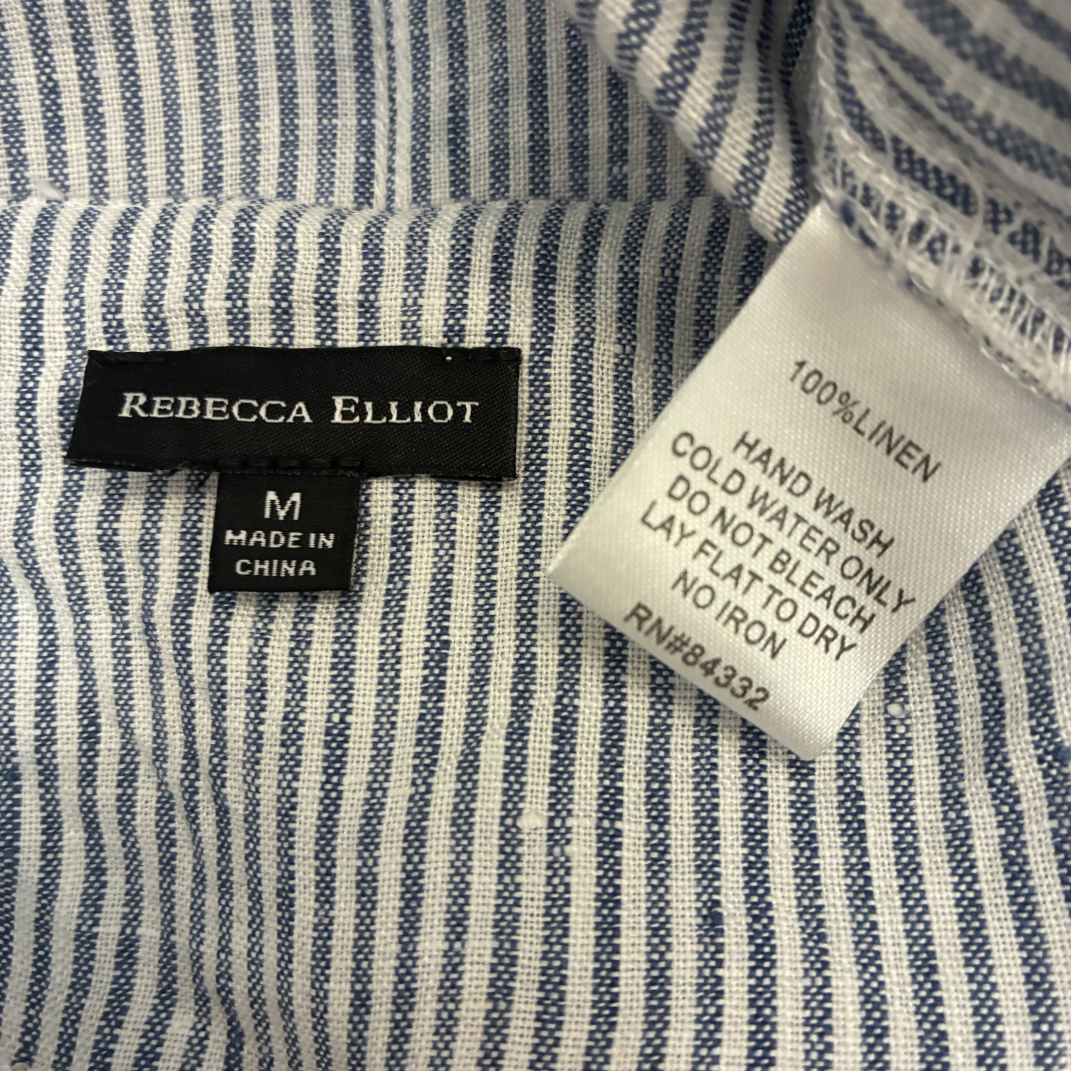 REBECCA ELLIOT
M
MADE IN
CHINA
100%LINEN
HAND WASH
COLD WATER ONLY
DO NOT BLEACH
LAY FLAT TO DRY
NO IRON
RN#84332